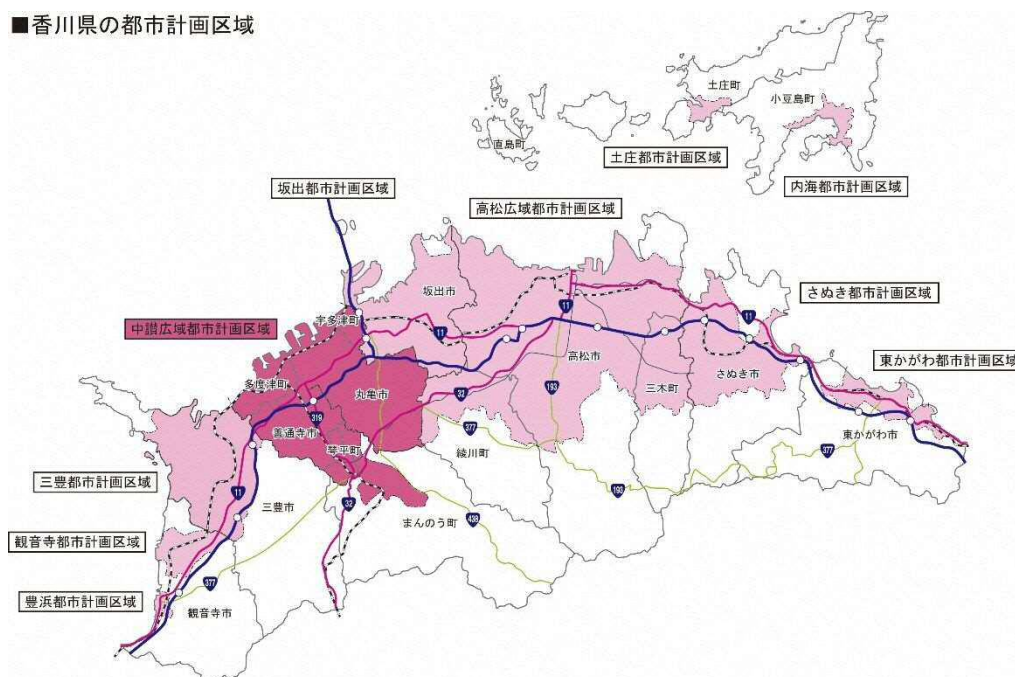 ■香川県の都市計画区域
土庄町
小豆島町
直島町
土庄都市計画区域
内海都市計画区域
坂出都市計画区域
高松広域都市計画区域
坂出市
さぬき都市計画区域
11
11
宇多津町
中讃広域都市計画区域
11
高松市
東かがわ都市計画区域
多度津町
丸亀市
32
193
三木町
さぬき市
319
善通寺市
377
東かがわ市
琴平町
綾川町
377
三豊都市計画区域
11
193
三豊市
32
まんのう町
438
観音寺都市計画区域
377
豊浜都市計画区域
観音寺市